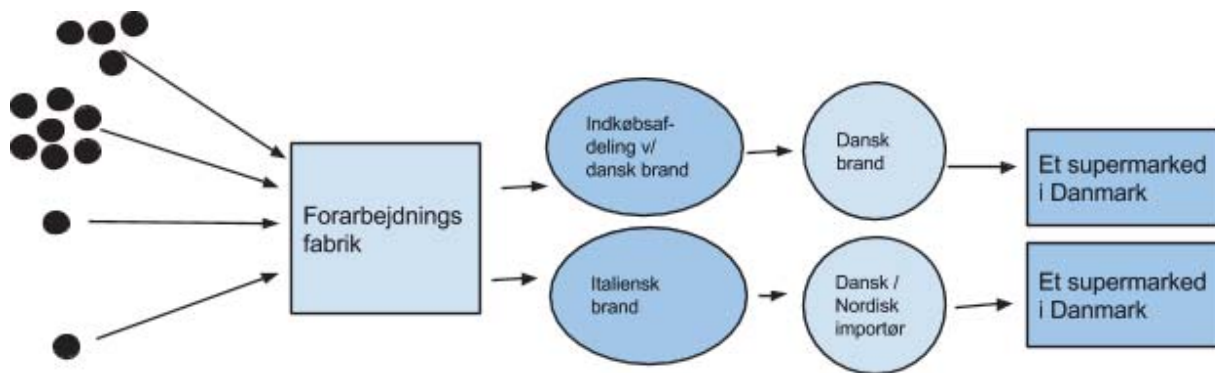 Forarbejdnings
fabrik
Indkøbsaf-
deling v/
dansk brand
Dansk
brand
Et supermarked
i Danmark
Italiensk
brand
Dansk /
Nordisk
importør
Et supermarked
i Danmark